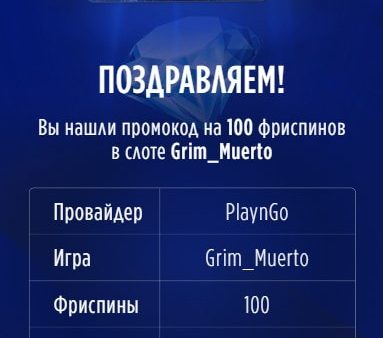 ПОЗДРАВЛЯЕМ!
Вы нашли промокод на 100 фриспинов
в слоте Grim_Muerto
Провайдер PlaynGo
Игра Grim_Muerto
Фриспины 100